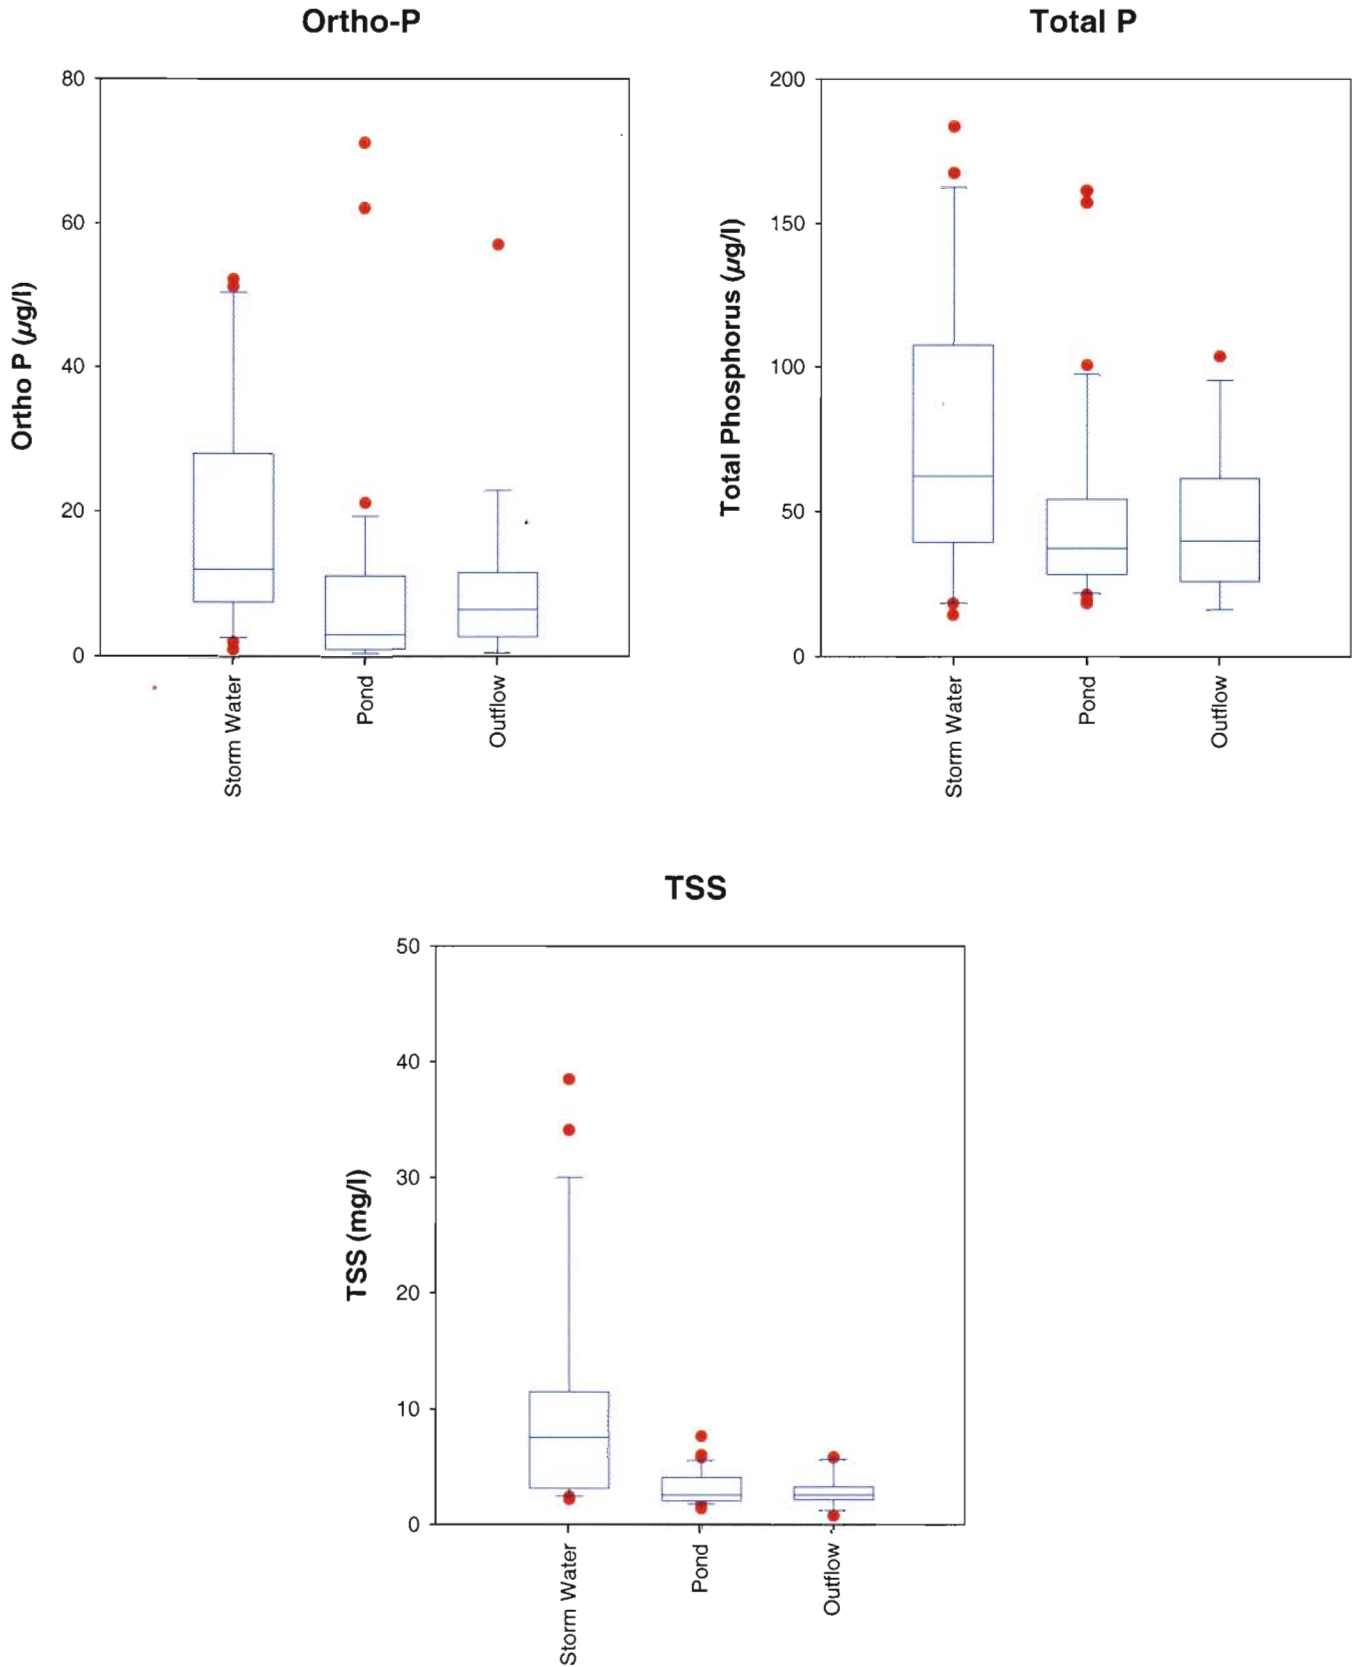 Ortho-P
Total P
80
60
40
20
0
Ortho P (µg/l)
Storm Water
Pond
Outflow
200
150
100
50
0
Total Phosphorus (µg/l)
Storm Water
Pond
Outflow
TSS
50
40
30
20
10
0
TSS (mg/l)
Storm Water
Pond
Outflow